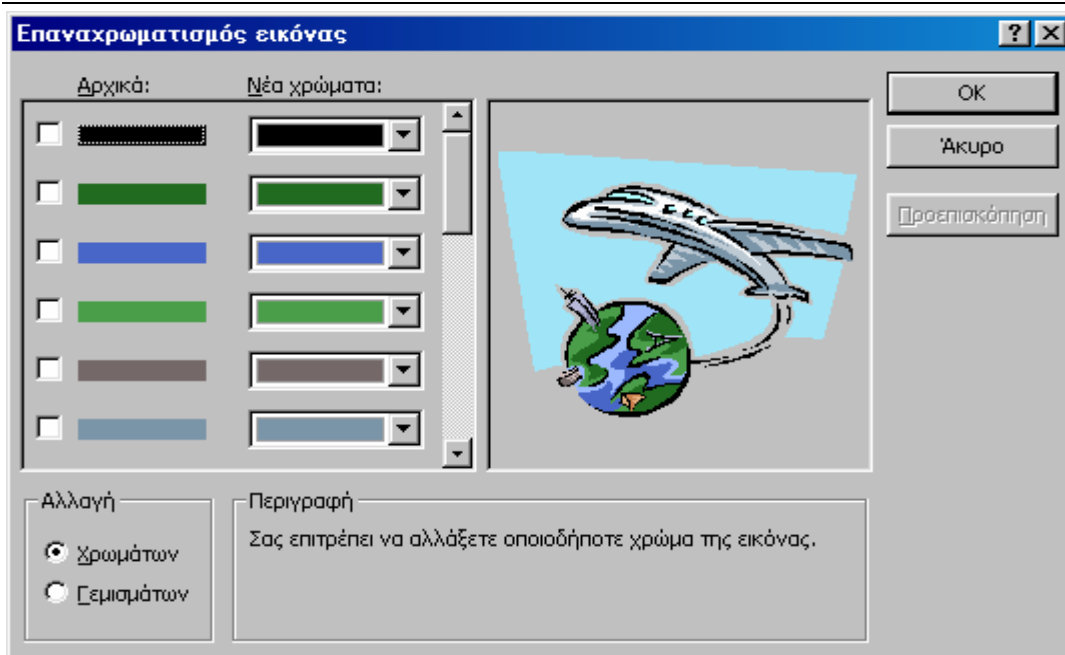 Επαναχρωματισμός εικόνας
Αρχικά:
Νέα χρώματα:
OK
Άκυρο
Προεπισκόπηση
Αλλαγή
Χρωμάτων
Γεμισμάτων
Περιγραφή
Σας επιτρέπει να αλλάξετε οποιοδήποτε χρώμα της εικόνας.